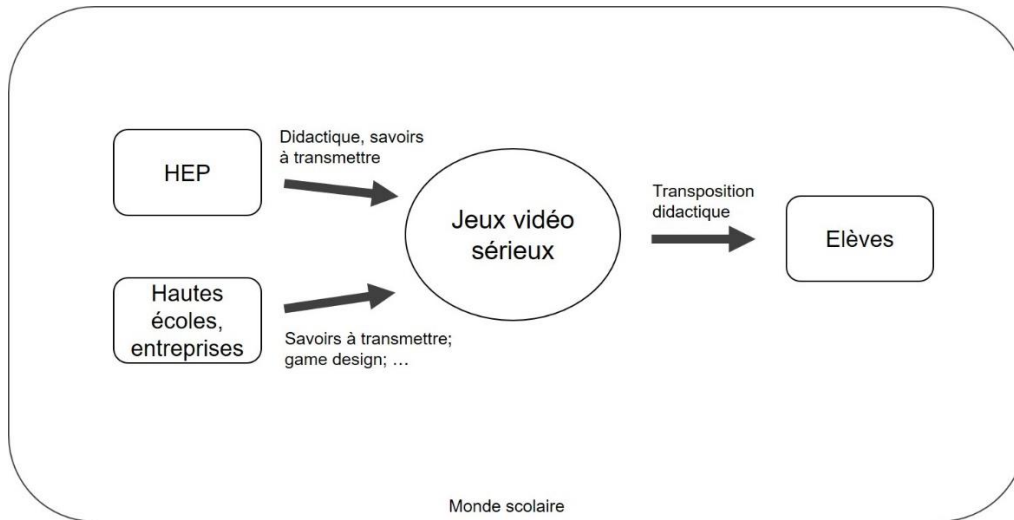 HEP
Didactique, savoirs
à transmettre
Jeux vidéo
sérieux
Transposition
didactique
Elèves
Hautes
écoles,
entreprises
Savoirs à transmettre;
game design; …
Monde scolaire